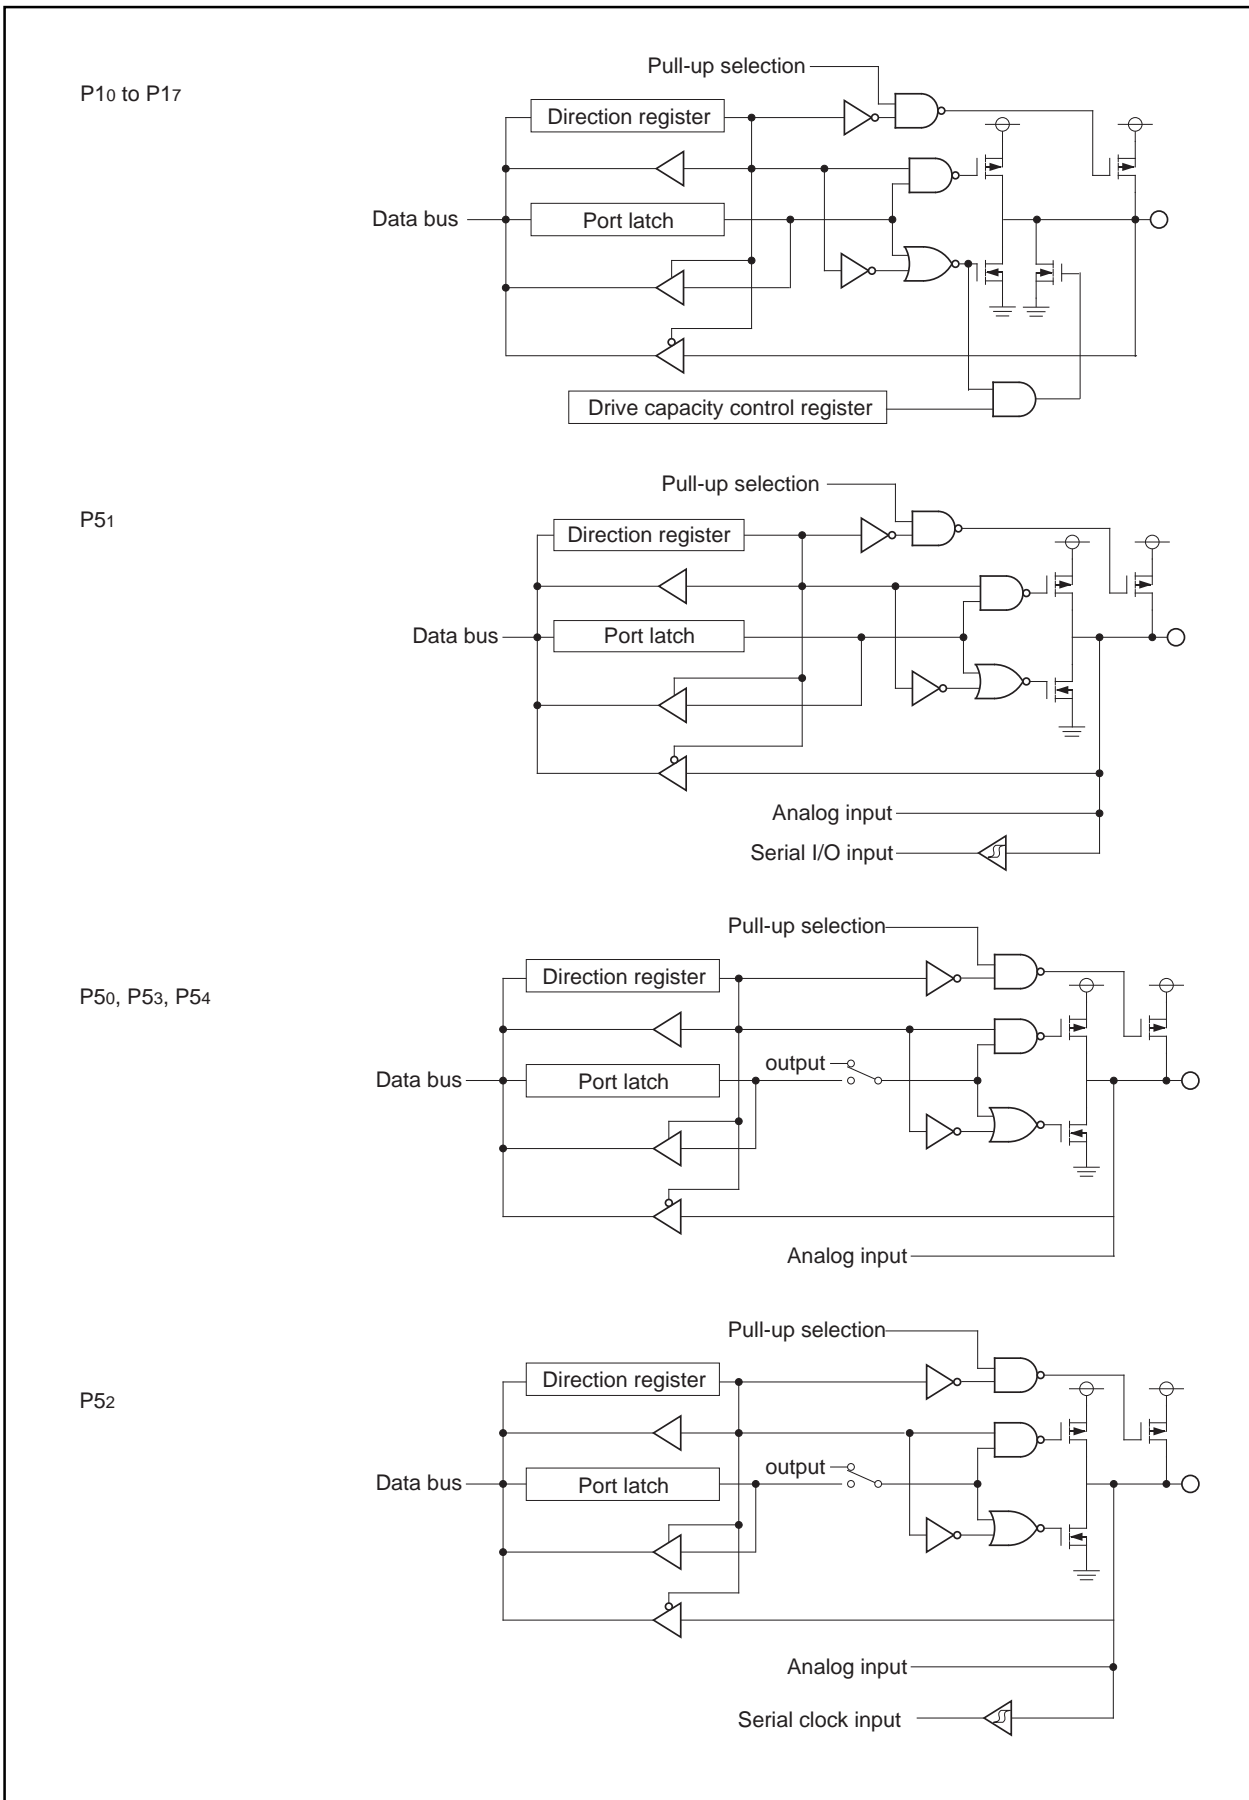 Pull-up selection
P10 to P17
Direction register
Data bus
Port latch
Drive capacity control register
Pull-up selection
P51
Direction register
Data bus
Port latch
Analog input
Serial I/O input
Pull-up selection
P50, P53, P54
Direction register
output
Data bus
Port latch
Analog input
Pull-up selection
P52
Direction register
output
Data bus
Port latch
Analog input
Serial clock input